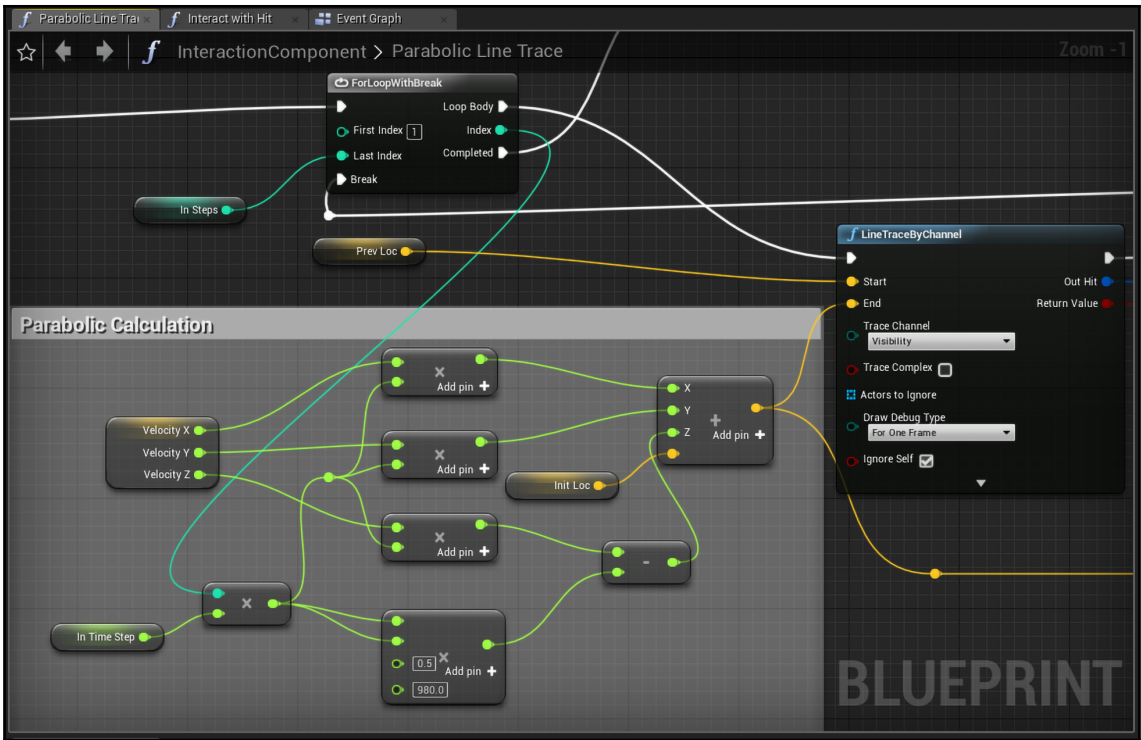 Parabolic Line Trac
Interact with Hit
Event Graph
InteractionComponent > Parabolic Line Trace
Zoom -1
ForLoopWithBreak
Loop Body
First Index 1
Index
Last Index
Completed
Break
In Steps
Prev Loc
LineTraceByChannel
Start
Out Hit
End
Return Value
Trace Channel
Visibility
Trace Complex
Actors to Ignore
Draw Debug Type
For One Frame
Ignore Self
Parabolic Calculation
Velocity X
Velocity Y
Velocity Z
×
Add pin +
×
Add pin +
×
Add pin +
X
Y
Z
+
Add pin +
Init Loc
-
×
In Time Step
0.5
×
Add pin +
980.0
BLUEPRINT